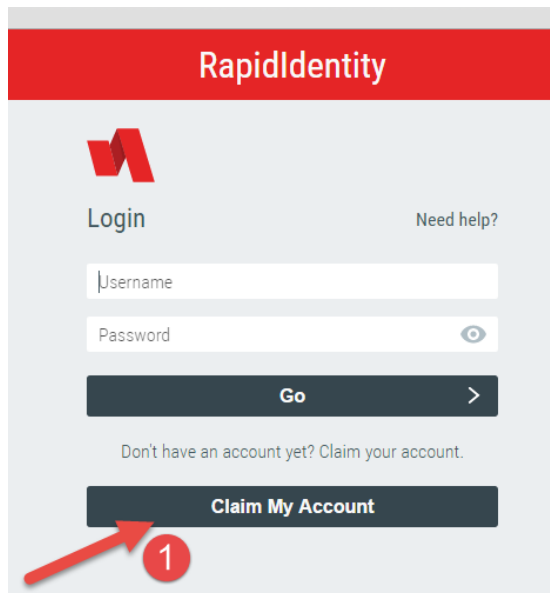 RapidIdentity
Login
Need help?
Username
Password
Go
Don't have an account yet? Claim your account.
Claim My Account
1